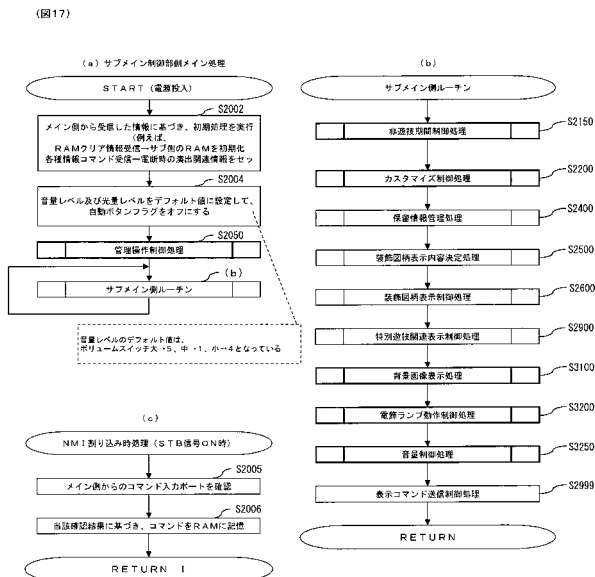 (図17)
(a)サブメイン制御部側メイン処理
START(電源投入)
S2002
メイン側から受信した情報に基づき、初期処理を実行
(例えば、
RAMクリア情報受信→サブ側のRAMを初期化
各種情報コマンド受信→電断時の演出関連情報をセッ
S2004
音量レベル及び光量レベルをデフォルト値に設定して、
自動ボタンフラグをオフにする
S2050
管理操作制御処理
(b)
サブメイン側ルーチン
音量レベルのデフォルト値は、
ボリュームスイッチ大→5、中→1、小→4となっている
(c)
NMI割り込み時処理(STB信号ON時)
S2005
メイン側からのコマンド入力ポートを確認
S2006
当該確認結果に基づき、コマンドをRAMに記憶
RETURN I
(b)
サブメイン側ルーチン
S2150
非遊技期間制御処理
S2200
カスタマイズ制御処理
S2400
保留情報管理処理
S2500
装飾図柄表示内容決定処理
S2600
装飾図柄表示制御処理
S2900
特別遊技関連表示制御処理
S3100
背景画像表示処理
S3200
電飾ランプ動作制御処理
S3250
音量制御処理
S2999
表示コマンド送信制御処理
RETURN